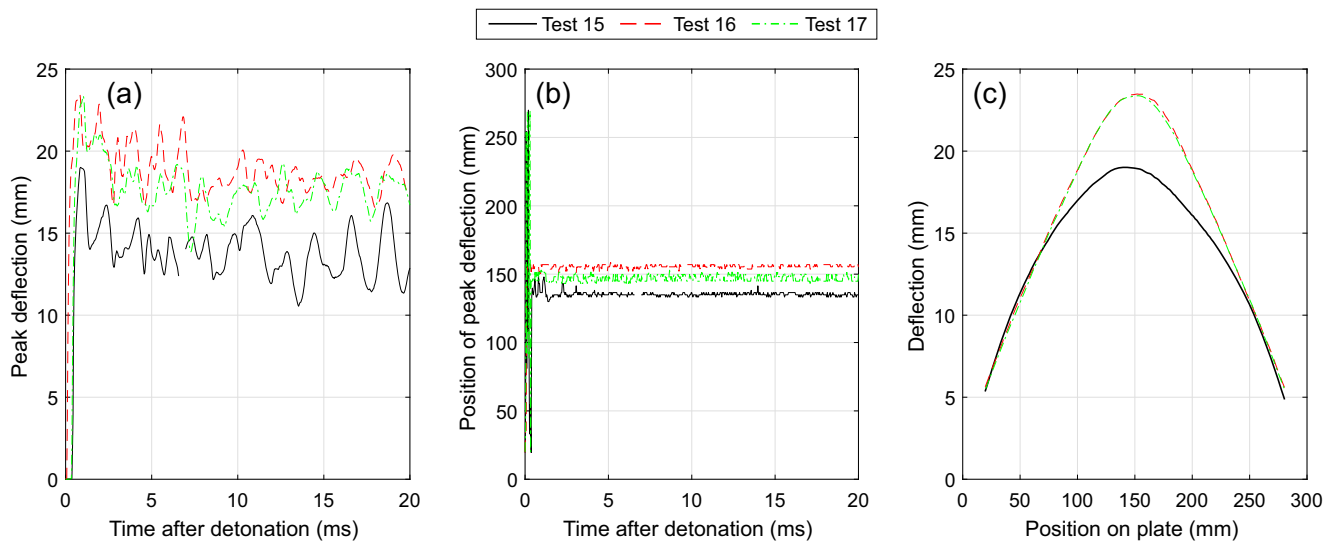 Test 15 Test 16 Test 17
(a)
25
20
15
10
5
0
0 5 10 15 20
Peak deflection (mm)
Time after detonation (ms)
(b)
300
250
200
150
100
50
0
0 5 10 15 20
Position of peak deflection (mm)
Time after detonation (ms)
(c)
25
20
15
10
5
0
0 50 100 150 200 250 300
Deflection (mm)
Position on plate (mm)